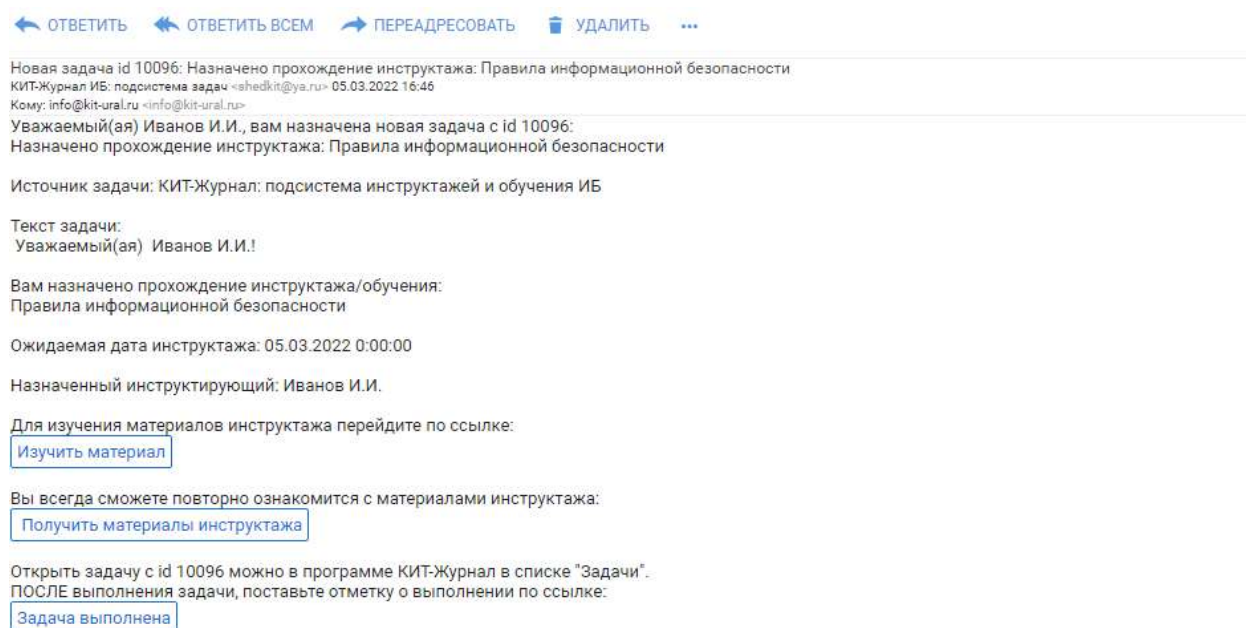 ОТВЕТИТЬ ОТВЕТИТЬ ВСЕМ ПЕРЕАДРЕСОВАТЬ УДАЛИТЬ ...
Новая задача id 10096: Назначено прохождение инструктажа: Правила информационной безопасности
КИТ-Журнал ИБ: подсистема задач <shedkit@ya.ru> 05.03.2022 16:46
Кому: info@kit-ural.ru <info@kit-ural.ru>
Уважаемый(ая) Иванов И.И., вам назначена новая задача с id 10096:
Назначено прохождение инструктажа: Правила информационной безопасности
Источник задачи: КИТ-Журнал: подсистема инструктажей и обучения ИБ
Текст задачи:
Уважаемый(ая) Иванов И.И.!
Вам назначено прохождение инструктажа/обучения:
Правила информационной безопасности
Ожидаемая дата инструктажа: 05.03.2022 0:00:00
Назначенный инструктирующий: Иванов И.И.
Для изучения материалов инструктажа перейдите по ссылке:
Изучить материал
Вы всегда сможете повторно ознакомится с материалами инструктажа:
Получить материалы инструктажа
Открыть задачу с id 10096 можно в программе КИТ-Журнал в списке "Задачи".
ПОСЛЕ выполнения задачи, поставьте отметку о выполнении по ссылке:
Задача выполнена